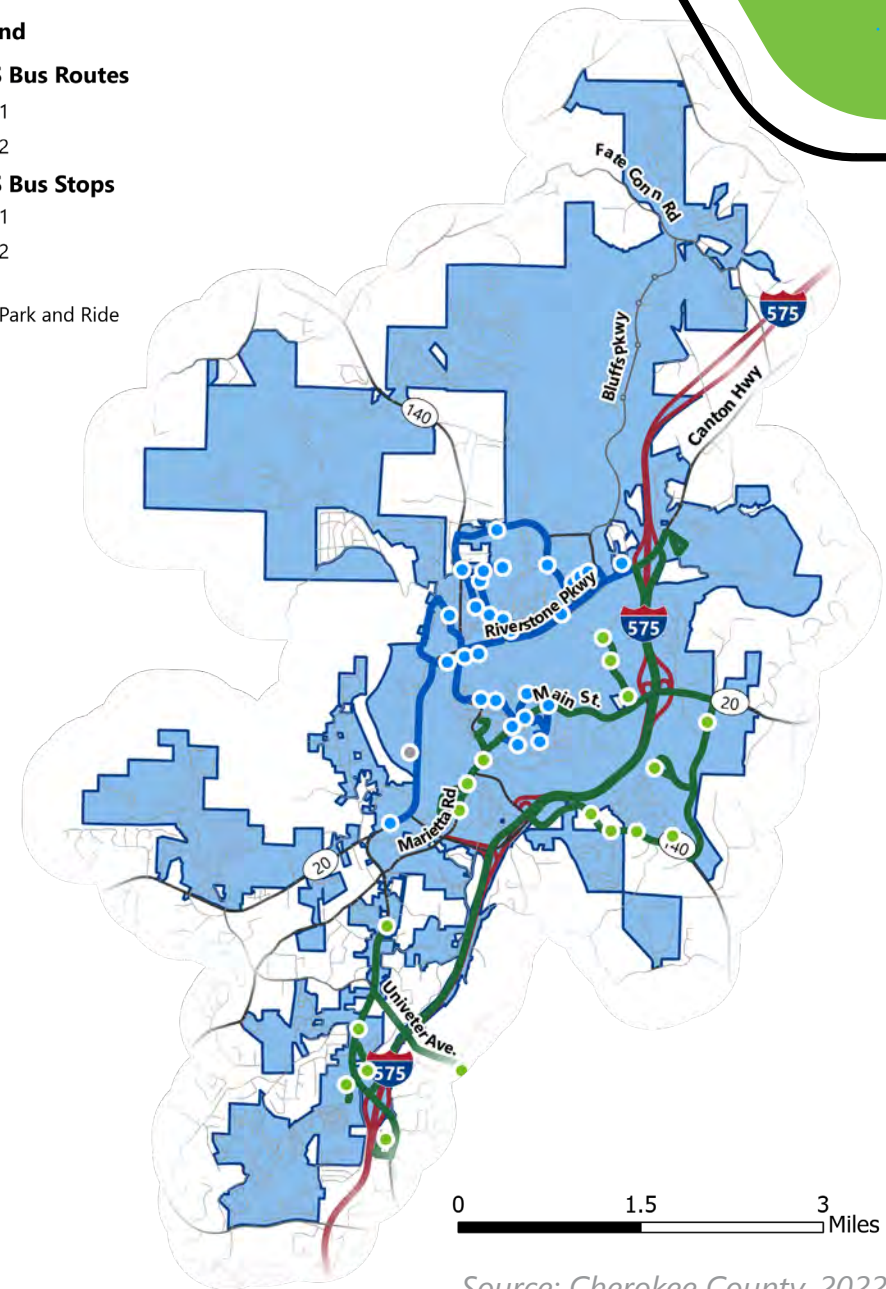 nd
Bus Routes
1
2
Bus Stops
1
2
Park and Ride
Fate Conn Rd
575
Bluffs Pkwy
Canton Hwy
140
Riverstone Pkwy
575
Main St.
20
Marietta Rd
140
20
Univeter Ave.
575
0 1.5 3
Miles
Source: Cherokee County, 2022